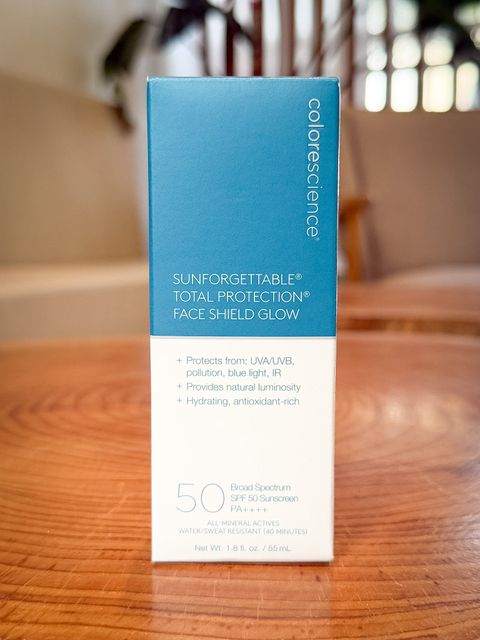 colorescience®
SUNFORGETTABLE®
TOTAL PROTECTION®
FACE SHIELD GLOW
+ Protects from: UVA/UVB,
pollution, blue light, IR
+ Provides natural luminosity
+ Hydrating, antioxidant-rich
50
Broad Spectrum
SPF 50 Sunscreen
PA++++
ALL-MINERAL ACTIVES
WATER/SWEAT RESISTANT (40 MINUTES)
Net Wt. 1.8 fl. oz. / 55 mL